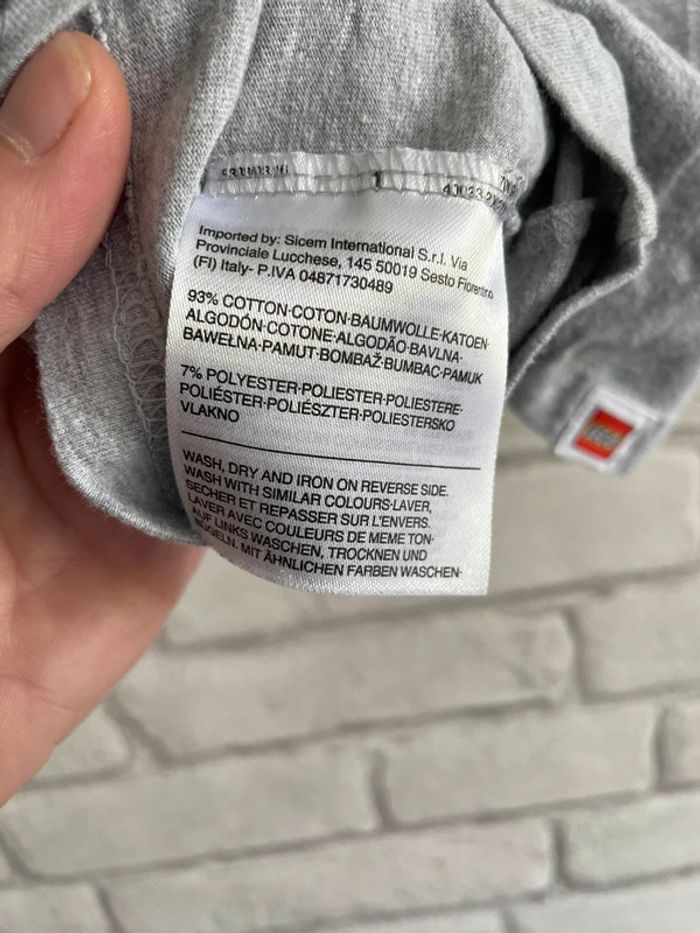 Imported by: Sicem International S.r.l. Via
Provinciale Lucchese, 145 50019 Sesto Fiorentino
(FI) Italy- P.IVA 04871730489
93% COTTON·COTON·BAUMWOLLE·KATOEN·
ALGODÓN·COTONE·ALGODÃO·BAVLNA·
BAWEŁNA·PAMUT·BOMBAŽ·BUMBAC·PAMUK
7% POLYESTER·POLIESTER·POLIESTERE·
POLIÉSTER·POLIÉSZTER·POLIESTERSKO
VLAKNO
WASH, DRY AND IRON ON REVERSE SIDE.
WASH WITH SIMILAR COLOURS·LAVER,
SECHER ET REPASSER SUR L'ENVERS.
LAVER AVEC COULEURS DE MEME TON·
AUF LINKS WASCHEN, TROCKNEN UND
BÜGELN. MIT ÄHNLICHEN FARBEN WASCHEN·
LEGO